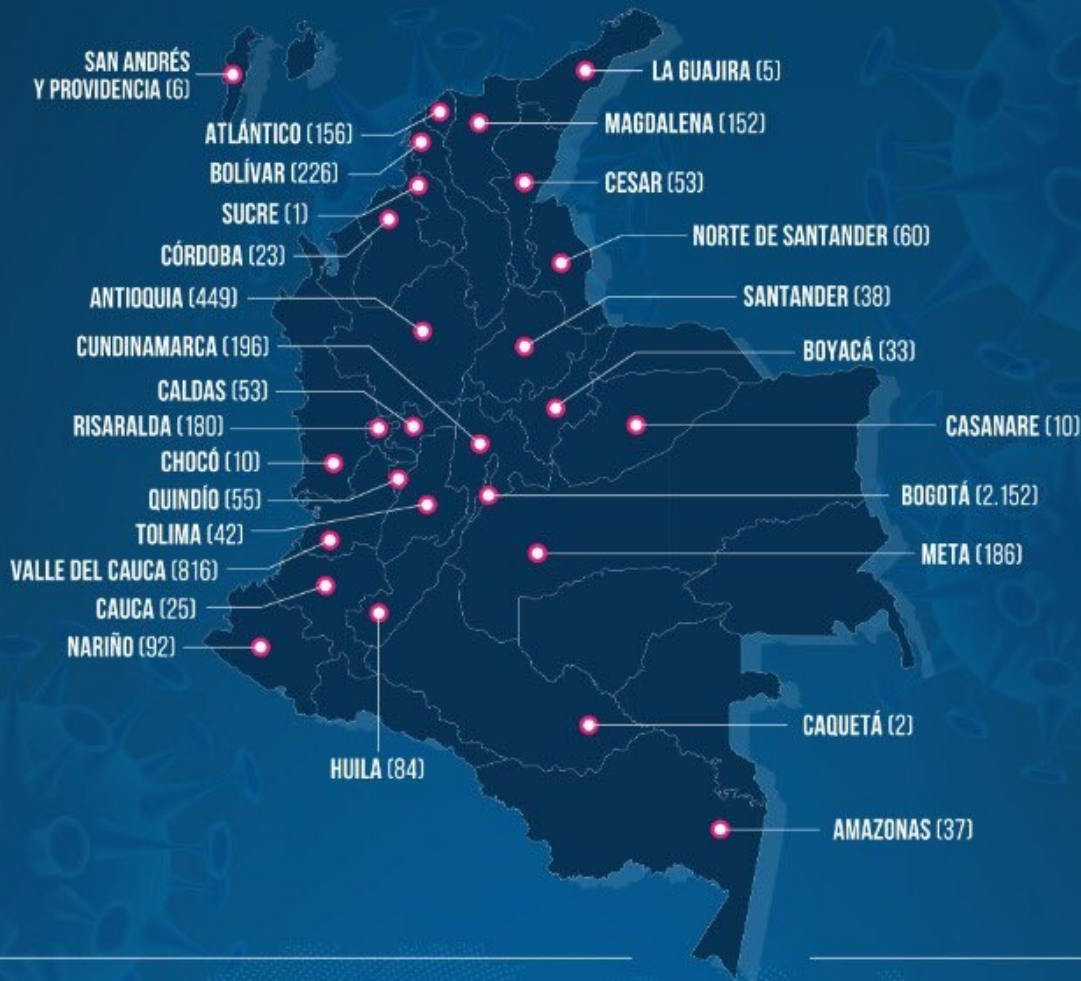 SAN ANDRÉS
Y PROVIDENCIA (6)
ATLÁNTICO (156)
BOLÍVAR (226)
SUCRE (1)
CÓRDOBA (23)
ANTIOQUIA (449)
CUNDINAMARCA (196)
CALDAS (53)
RISARALDA (180)
CHOCÓ (10)
QUINDÍO (55)
TOLIMA (42)
VALLE DEL CAUCA (816)
CAUCA (25)
NARIÑO (92)
HUILA (84)
LA GUAJIRA (5)
MAGDALENA (152)
CESAR (53)
NORTE DE SANTANDER (60)
SANTANDER (38)
BOYACÁ (33)
CASANARE (10)
BOGOTÁ (2.152)
META (186)
CAQUETÁ (2)
AMAZONAS (37)